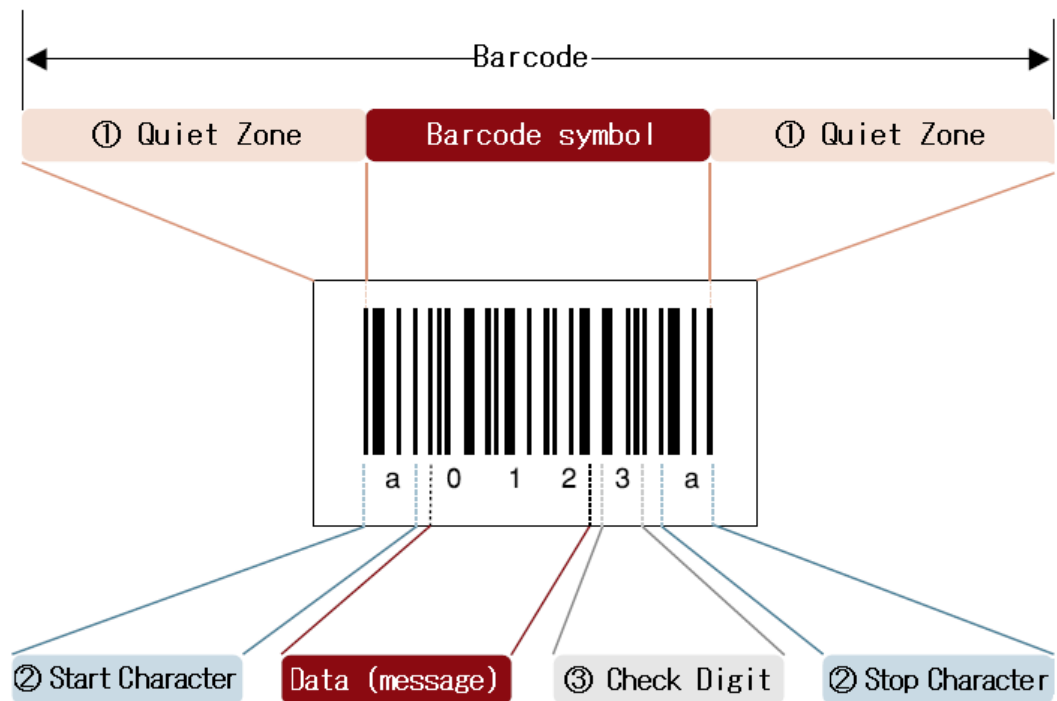 Barcode
① Quiet Zone Barcode symbol ① Quiet Zone
a 0 1 2 3 a
② Start Character Data (message) ③ Check Digit ② Stop Character